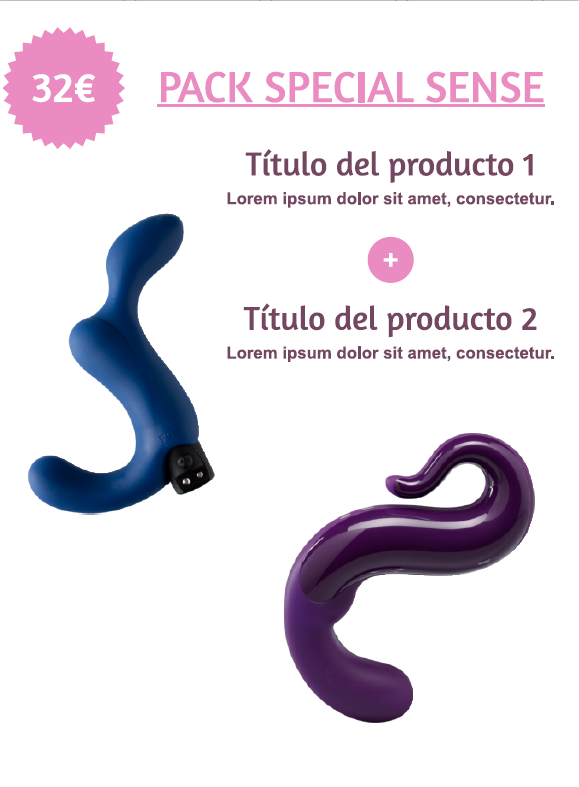 32€
PACK SPECIAL SENSE
Título del producto 1
Lorem ipsum dolor sit amet, consectetur.
+
Título del producto 2
Lorem ipsum dolor sit amet, consectetur.